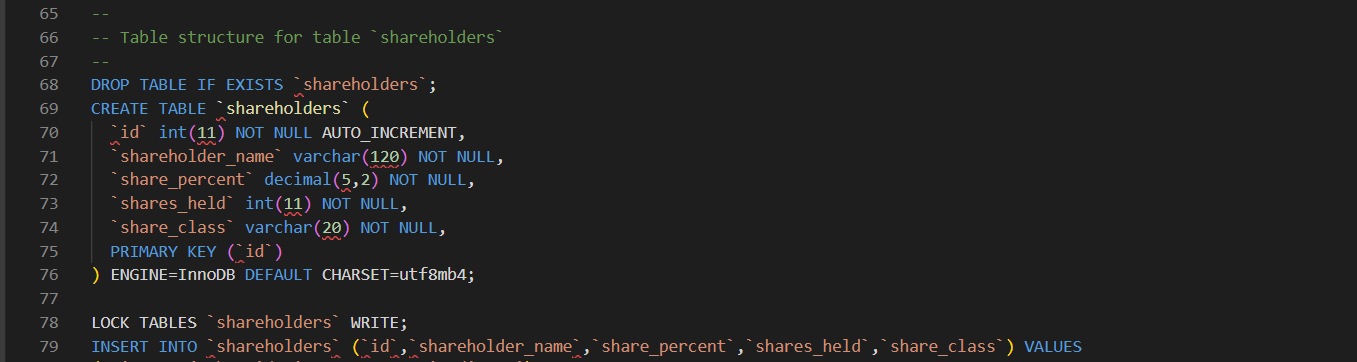 65 --
66 -- Table structure for table `shareholders`
67 --
68 DROP TABLE IF EXISTS `shareholders`;
69 CREATE TABLE `shareholders` (
70 `id` int(11) NOT NULL AUTO_INCREMENT,
71 `shareholder_name` varchar(120) NOT NULL,
72 `share_percent` decimal(5,2) NOT NULL,
73 `shares_held` int(11) NOT NULL,
74 `share_class` varchar(20) NOT NULL,
75 PRIMARY KEY (`id`)
76 ) ENGINE=InnoDB DEFAULT CHARSET=utf8mb4;
77
78 LOCK TABLES `shareholders` WRITE;
79 INSERT INTO `shareholders` (`id`,`shareholder_name`,`share_percent`,`shares_held`,`share_class`) VALUES